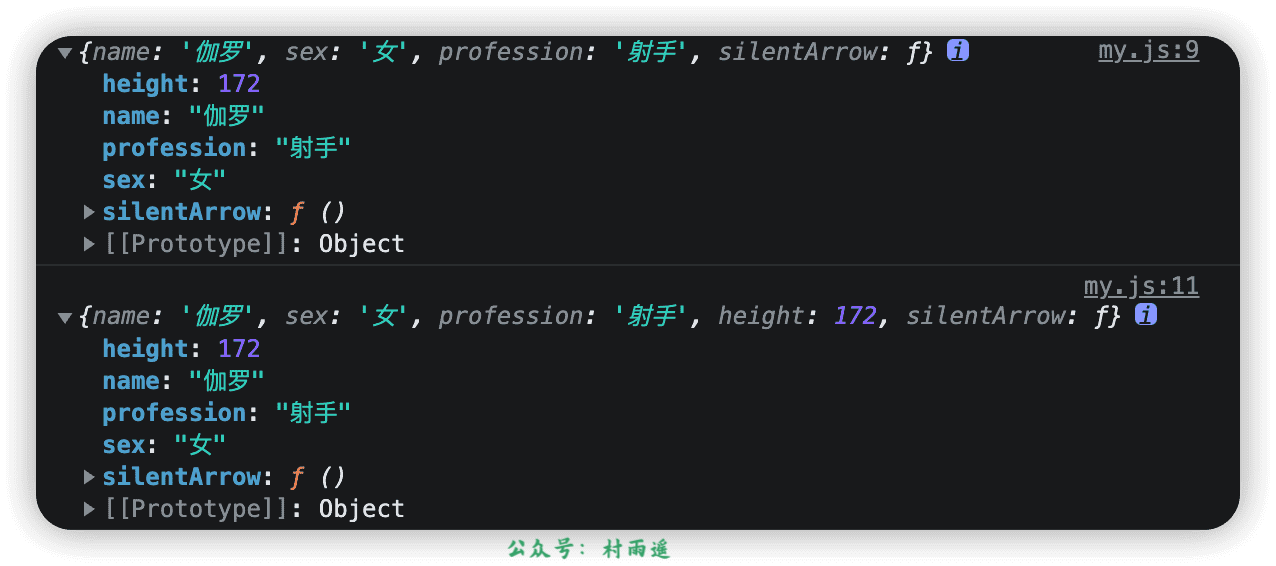 {name: '伽罗', sex: '女', profession: '射手', silentArrow: ƒ} i my.js:9
height: 172
name: "伽罗"
profession: "射手"
sex: "女"
silentArrow: ƒ ()
[[Prototype]]: Object
my.js:11
{name: '伽罗', sex: '女', profession: '射手', height: 172, silentArrow: ƒ} i
height: 172
name: "伽罗"
profession: "射手"
sex: "女"
silentArrow: ƒ ()
[[Prototype]]: Object
公众号：村雨遥